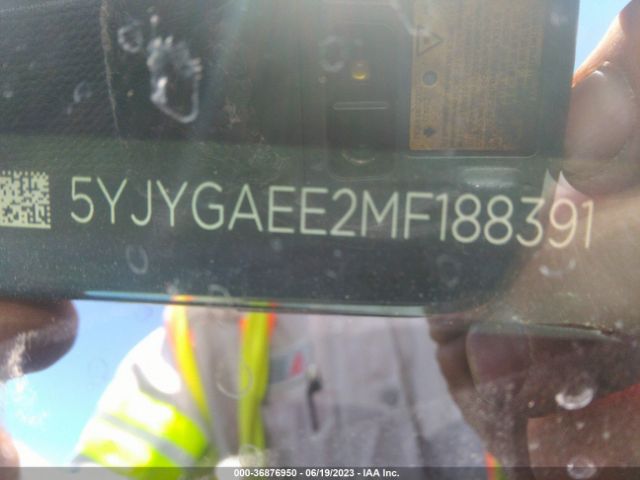 5YJYGAEE2MF188391
000-36876950 - 06/19/2023 - IAA Inc.